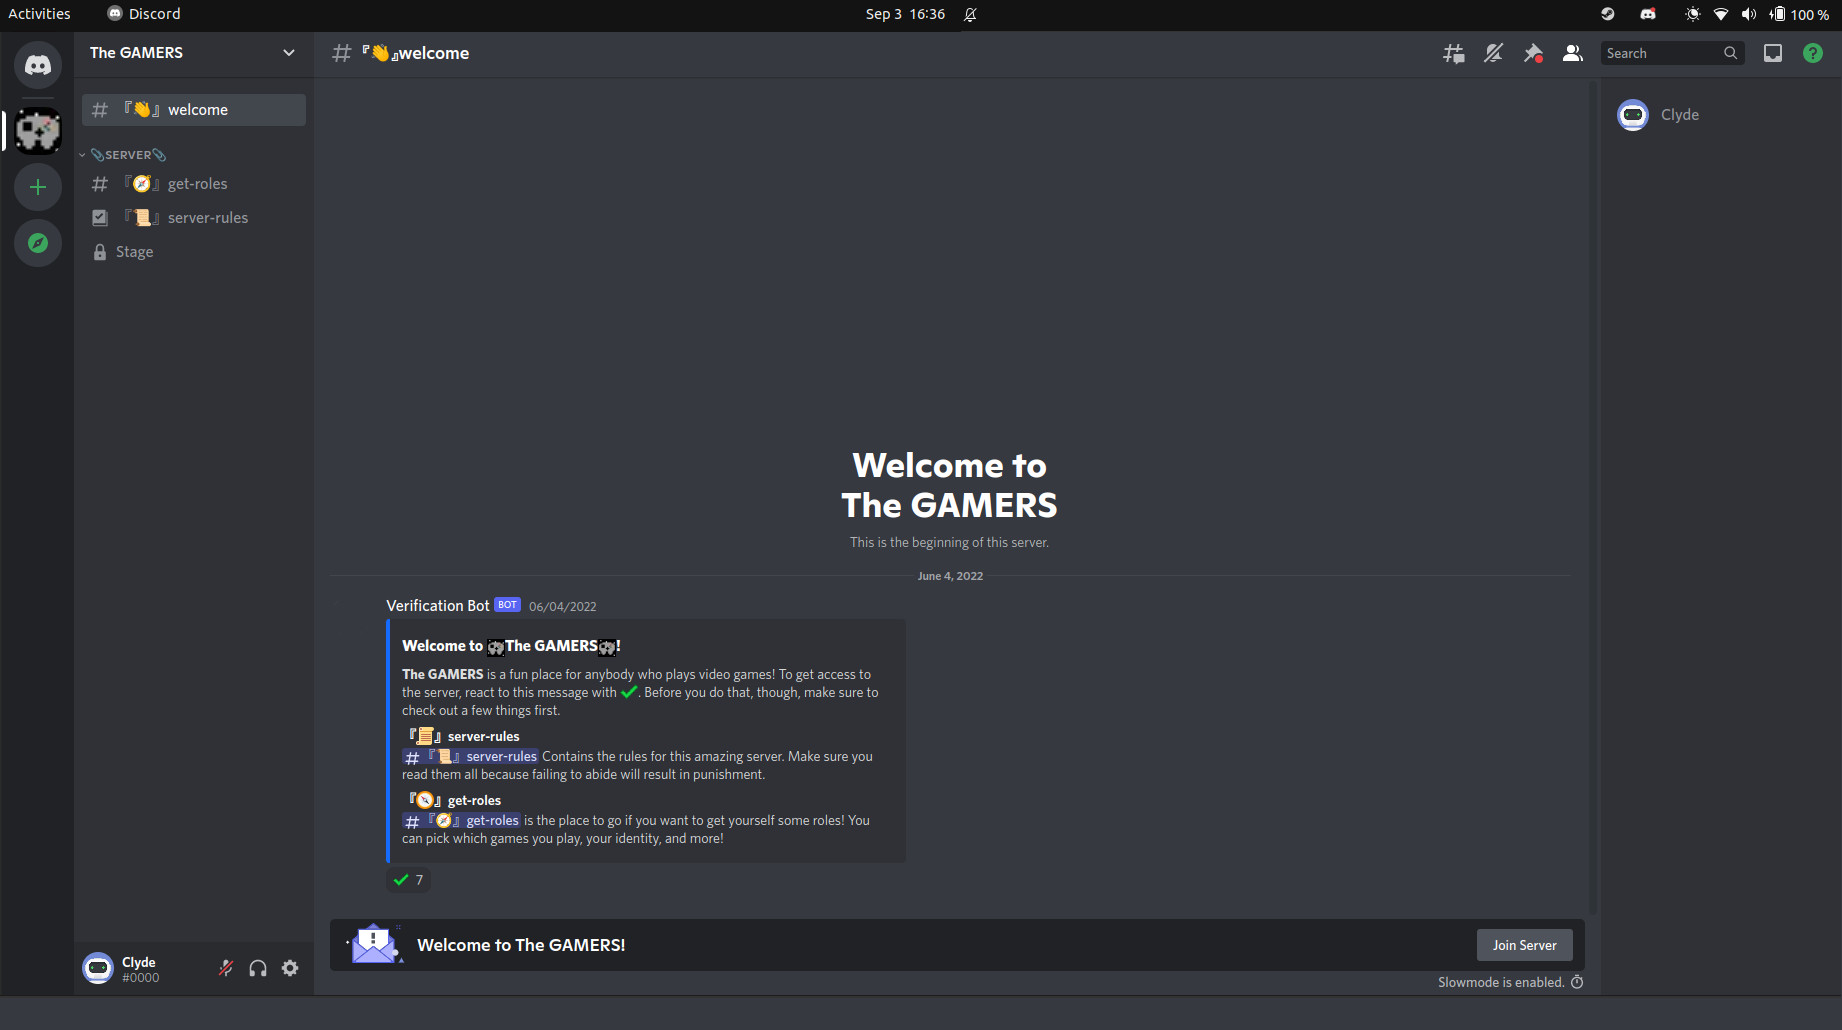 Activities
Discord
Sep 3 16:36
100 %
The GAMERS
『👋』welcome
Search
『👋』 welcome
📎SERVER📎
『🧭』 get-roles
『📜』 server-rules
Stage
Clyde
Welcome to
The GAMERS
This is the beginning of this server.
June 4, 2022
Verification Bot BOT 06/04/2022
Welcome to The GAMERS!
The GAMERS is a fun place for anybody who plays video games! To get access to
the server, react to this message with ✔. Before you do that, though, make sure to
check out a few things first.
『📜』 server-rules
# 『📜』 server-rules Contains the rules for this amazing server. Make sure you
read them all because failing to abide will result in punishment.
『🧭』 get-roles
# 『🧭』 get-roles is the place to go if you want to get yourself some roles! You
can pick which games you play, your identity, and more!
7
Welcome to The GAMERS!
Join Server
Clyde
#0000
Slowmode is enabled.